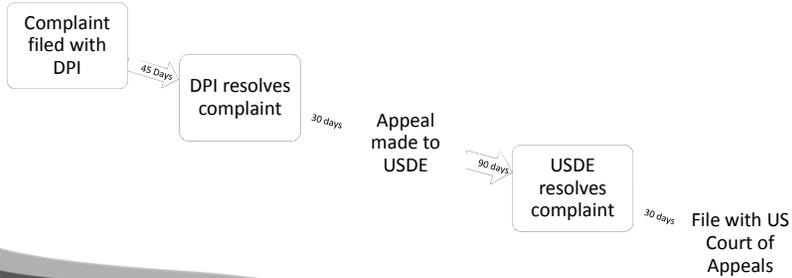 Complaint
filed with
DPI
45 Days
DPI resolves
complaint
30 days
Appeal
made to
USDE
90 days
USDE
resolves
complaint
30 days
File with US
Court of
Appeals